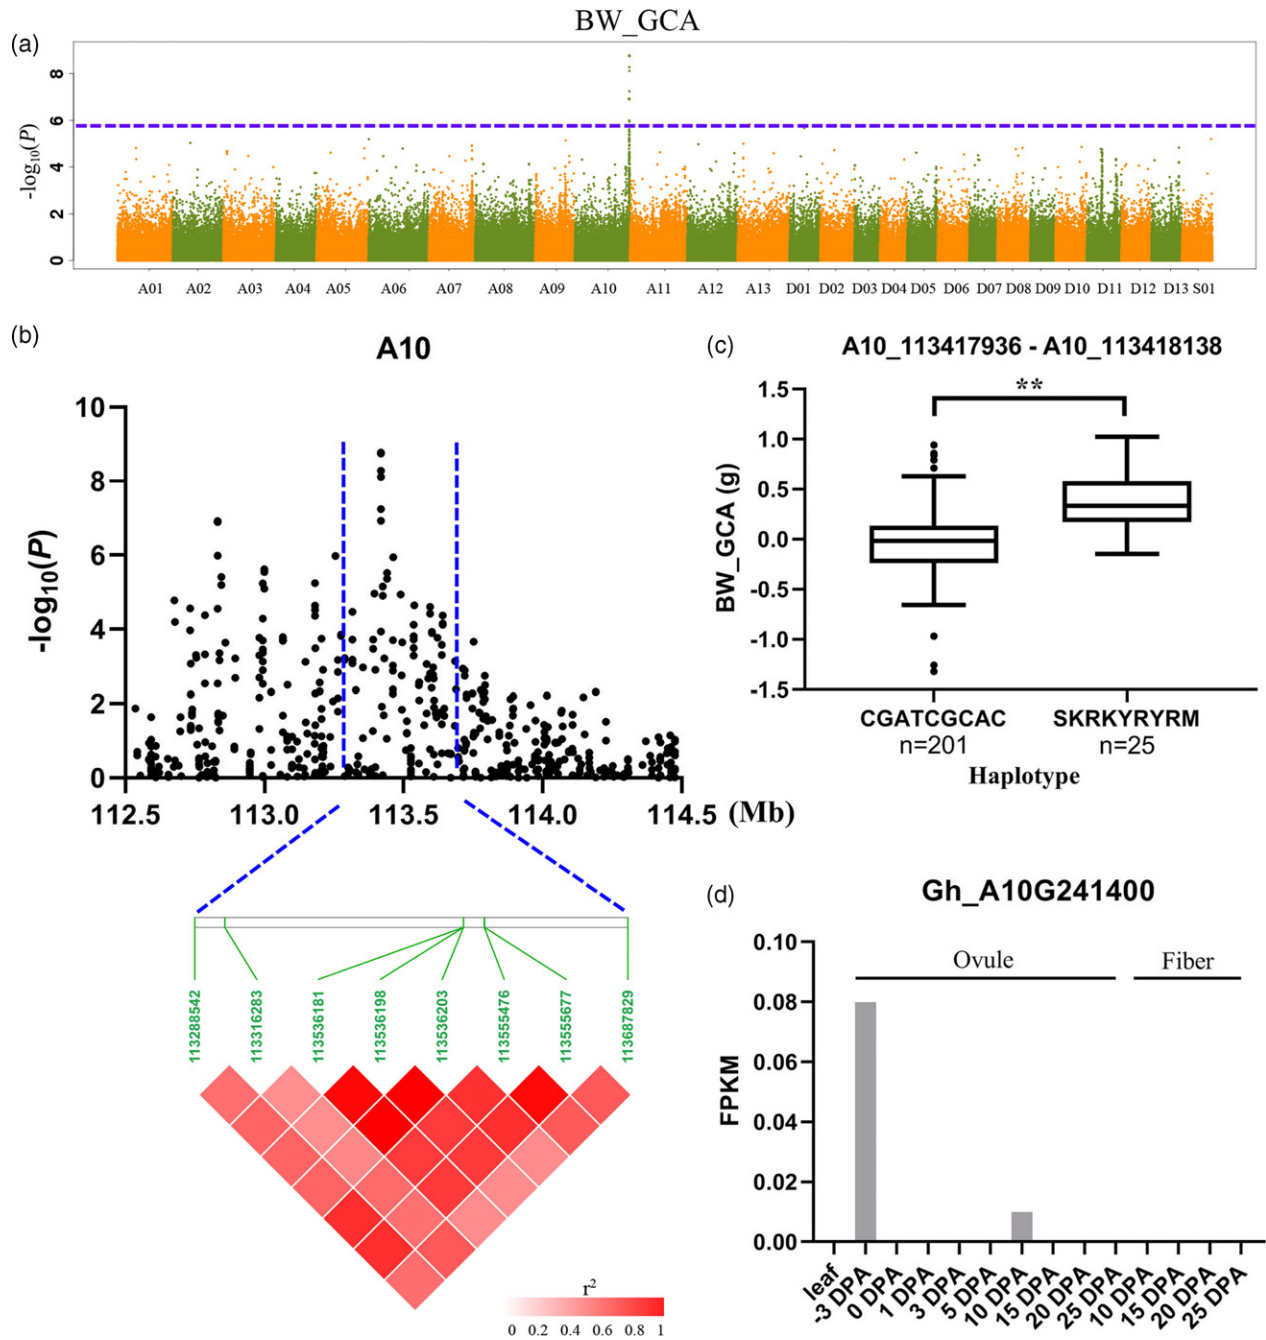 BW_GCA
(a)
8
6
4
2
0
-log10(P)
A01 A02 A03 A04 A05 A06 A07 A08 A09 A10 A11 A12 A13 D01 D02 D03 D04 D05 D06 D07 D08 D09 D10 D11 D12 D13 S01
(b)
A10
10
8
6
4
2
0
-log10(P)
112.5 113.0 113.5 114.0 114.5 (Mb)
113288542
113316283
113536181
113536198
113536203
113555476
113555677
113687829
r2
0 0.2 0.4 0.6 0.8 1
(c)
A10_113417936 - A10_113418138
**
1.5
1.0
0.5
0.0
-0.5
-1.0
-1.5
BW_GCA (g)
CGATCGCAC SKRKYRYRM
n=201 n=25
Haplotype
(d)
Gh_A10G241400
Ovule Fiber
0.10
0.08
0.06
0.04
0.02
0.00
FPKM
leaf
-3 DPA
0 DPA
1 DPA
3 DPA
5 DPA
10 DPA
15 DPA
20 DPA
25 DPA
10 DPA
15 DPA
20 DPA
25 DPA